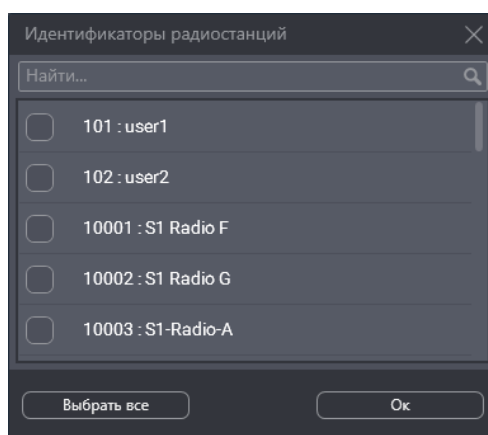 Идентификаторы радиостанций
Найти...
101 : user1
102 : user2
10001 : S1 Radio F
10002 : S1 Radio G
10003 : S1-Radio-A
Выбрать все
Ок